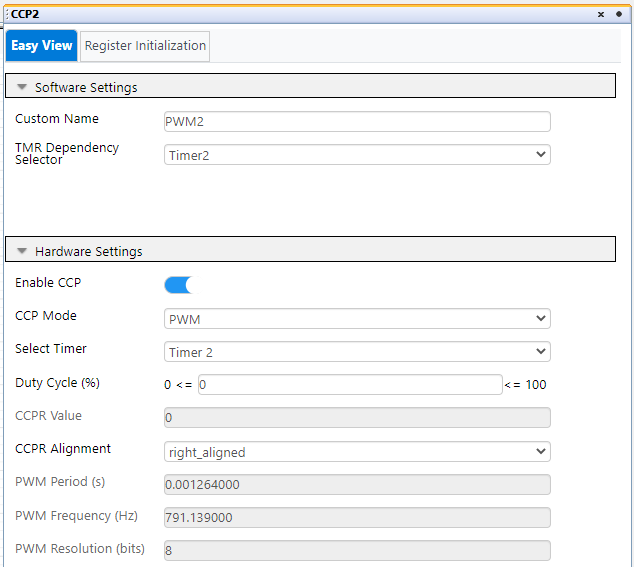 CCP2
Easy View Register Initialization
Software Settings
Custom Name PWM2
TMR Dependency
Selector Timer2
Hardware Settings
Enable CCP
CCP Mode PWM
Select Timer Timer 2
Duty Cycle (%) 0 <= 0 <= 100
CCPR Value 0
CCPR Alignment right_aligned
PWM Period (s) 0.001264000
PWM Frequency (Hz) 791.139000
PWM Resolution (bits) 8